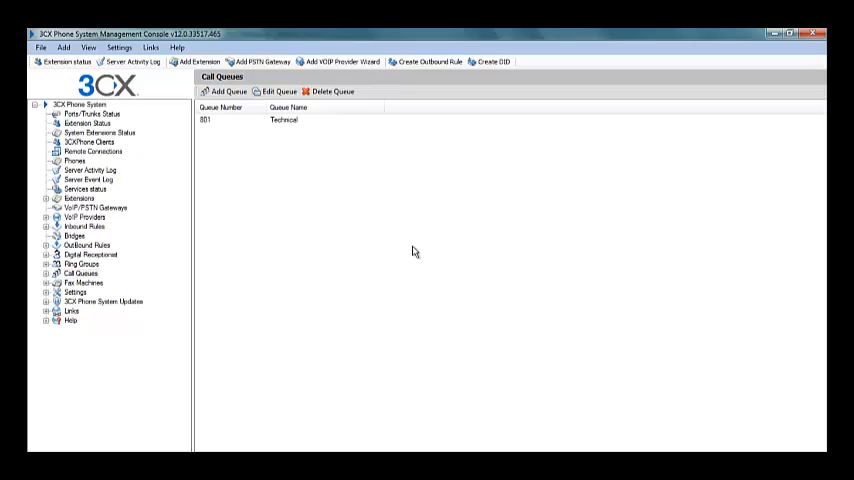 3CX Phone System Management Console v12.0.33517.465
File Add View Settings Links Help
Extension status Server Activity Log Add Extension Add PSTN Gateway Add VOIP Provider Wizard Create Outbound Rule Create DID
3CX
Call Queues
Add Queue Edit Queue Delete Queue
Queue Number Queue Name
801 Technical
3CX Phone System
Ports/Trunks Status
Extension Status
System Extensions Status
3CXPhone Clients
Remote Connections
Phones
Server Activity Log
Server Event Log
Services status
Extensions
VoIP/PSTN Gateways
VoIP Providers
Inbound Rules
Bridges
OutBound Rules
Digital Receptionist
Ring Groups
Call Queues
Fax Machines
Settings
3CX Phone System Updates
Links
Help